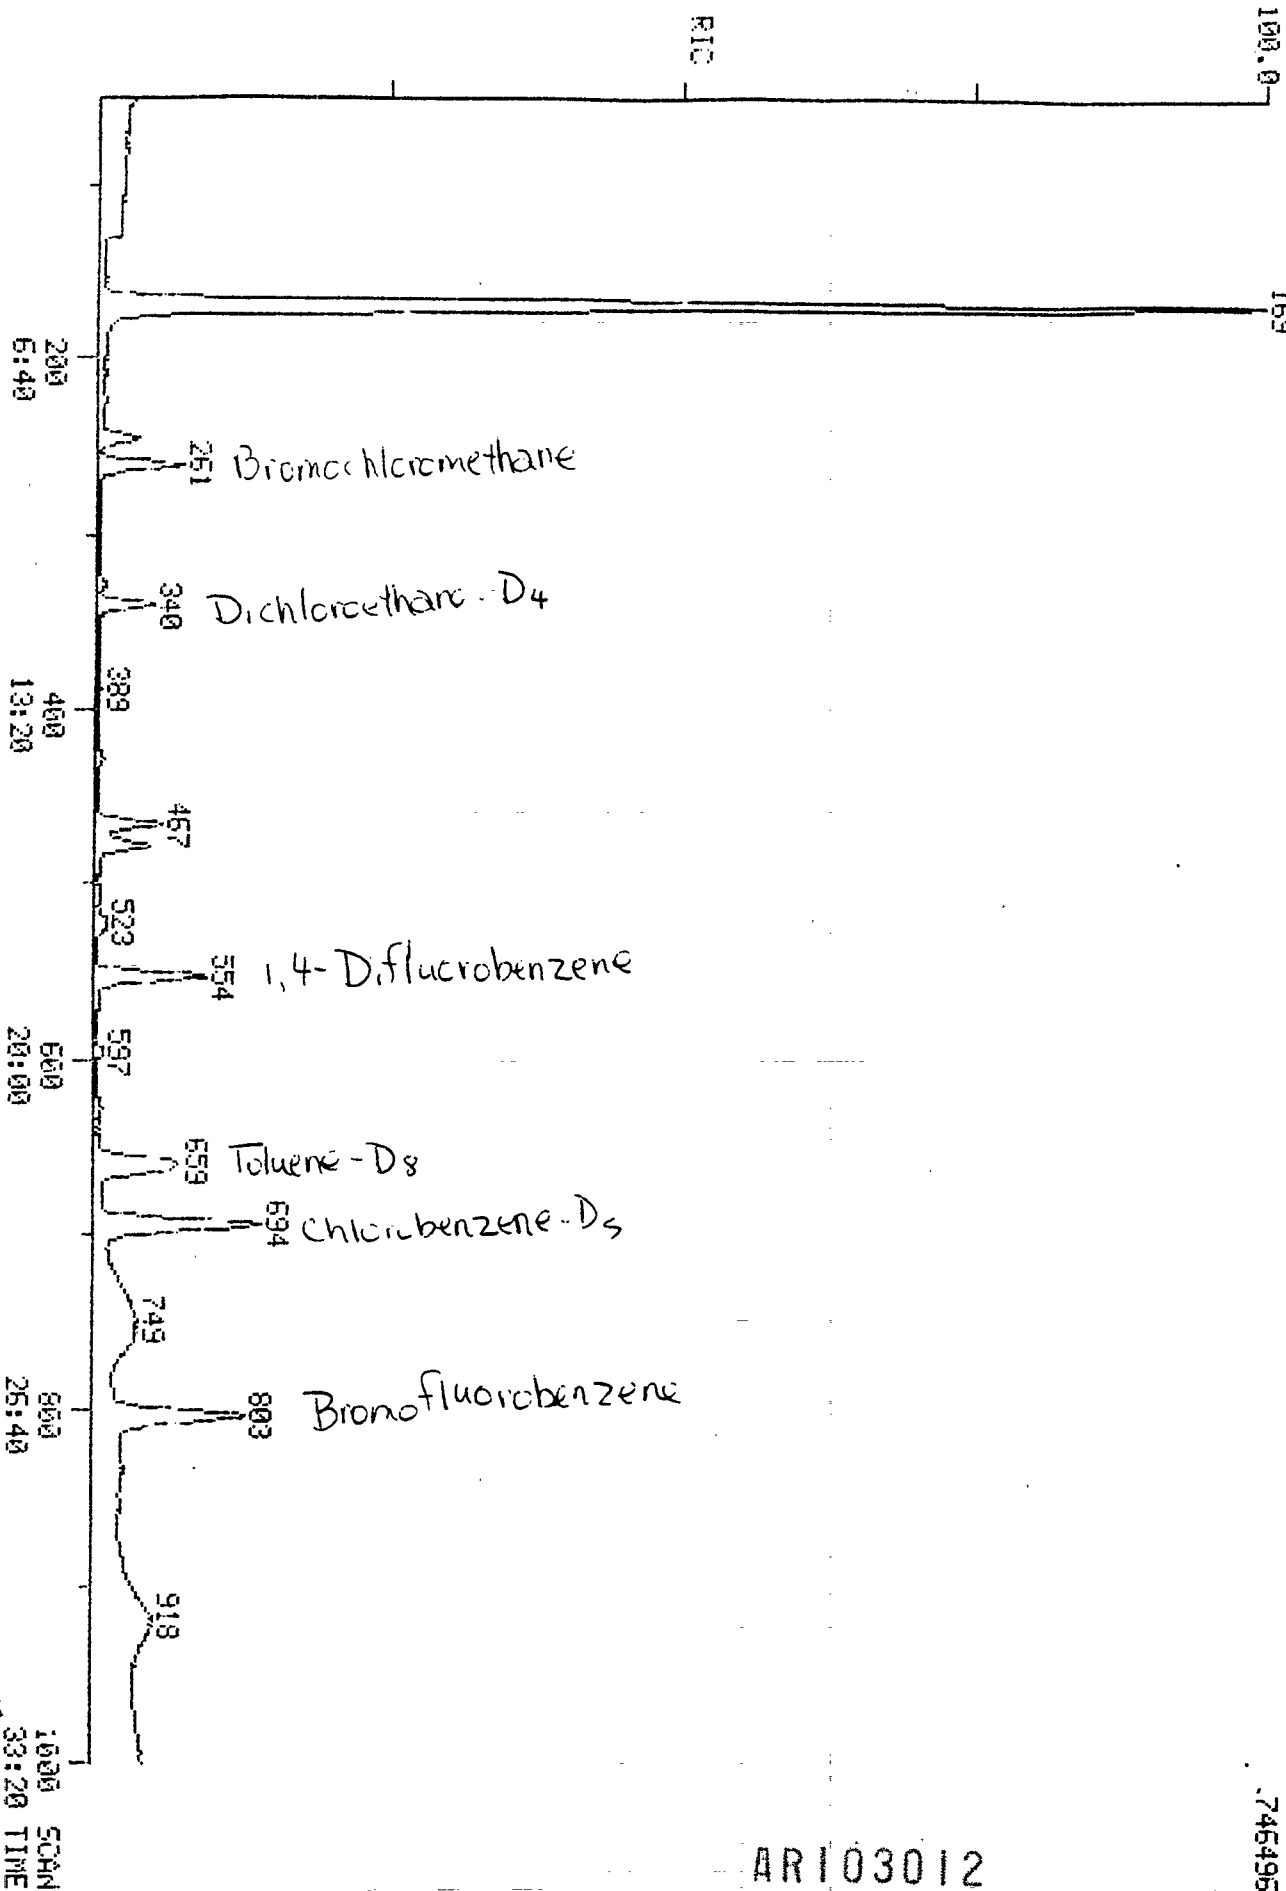 100.0
RIC
169
261 Bromochloromethane
340 Dichloroethane-D4
389
467
523
554 1,4-Difluorobenzene
597
659 Toluene-D8
694 Chlorobenzene-D5
749
803 Bromofluorobenzene
918
200 400 600 800 1000 SCAN
6:40 13:20 20:00 26:40 33:20 TIME
746496
AR103012